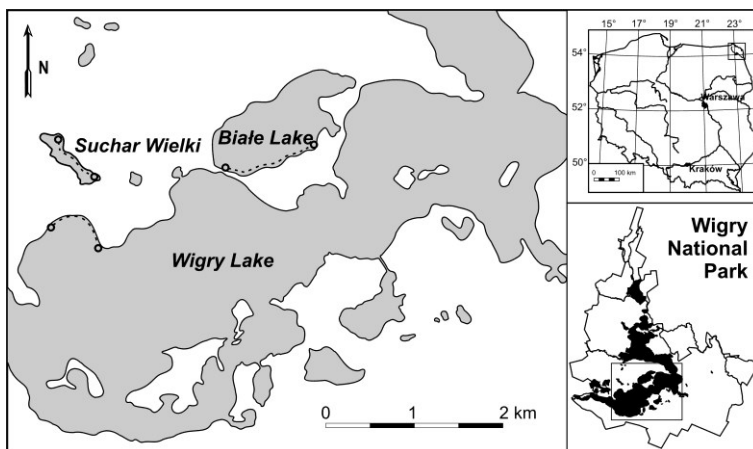 N
Suchar Wielki
Białe Lake
Wigry Lake
0 1 2 km
15° 17° 19° 21° 23°
54°
52°
50°
Warszawa
Kraków
0 100 km
Wigry
National
Park